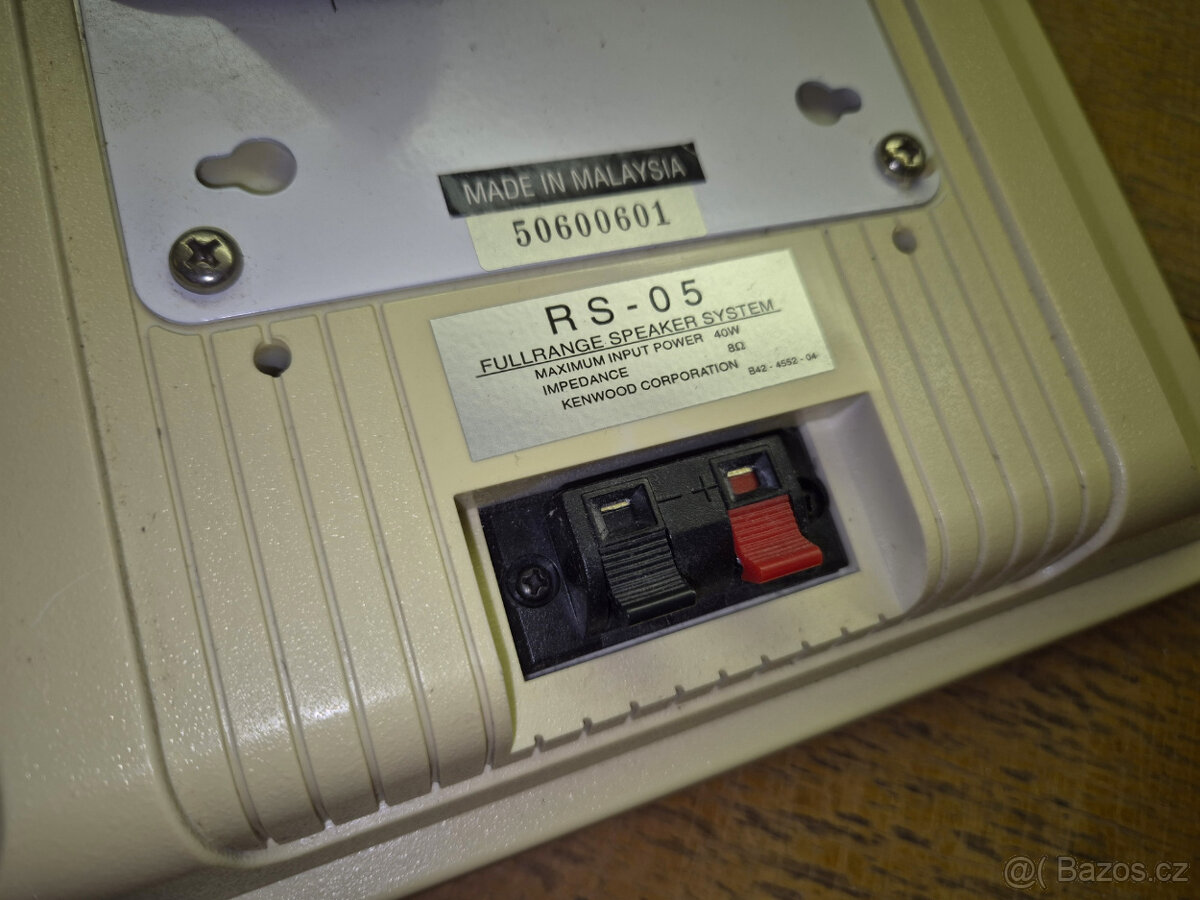 MADE IN MALAYSIA
50600601
RS-05
FULLRANGE SPEAKER SYSTEM
MAXIMUM INPUT POWER 40W
IMPEDANCE 8Ω
KENWOOD CORPORATION B42-4552-04
- +
@( Bazos.cz